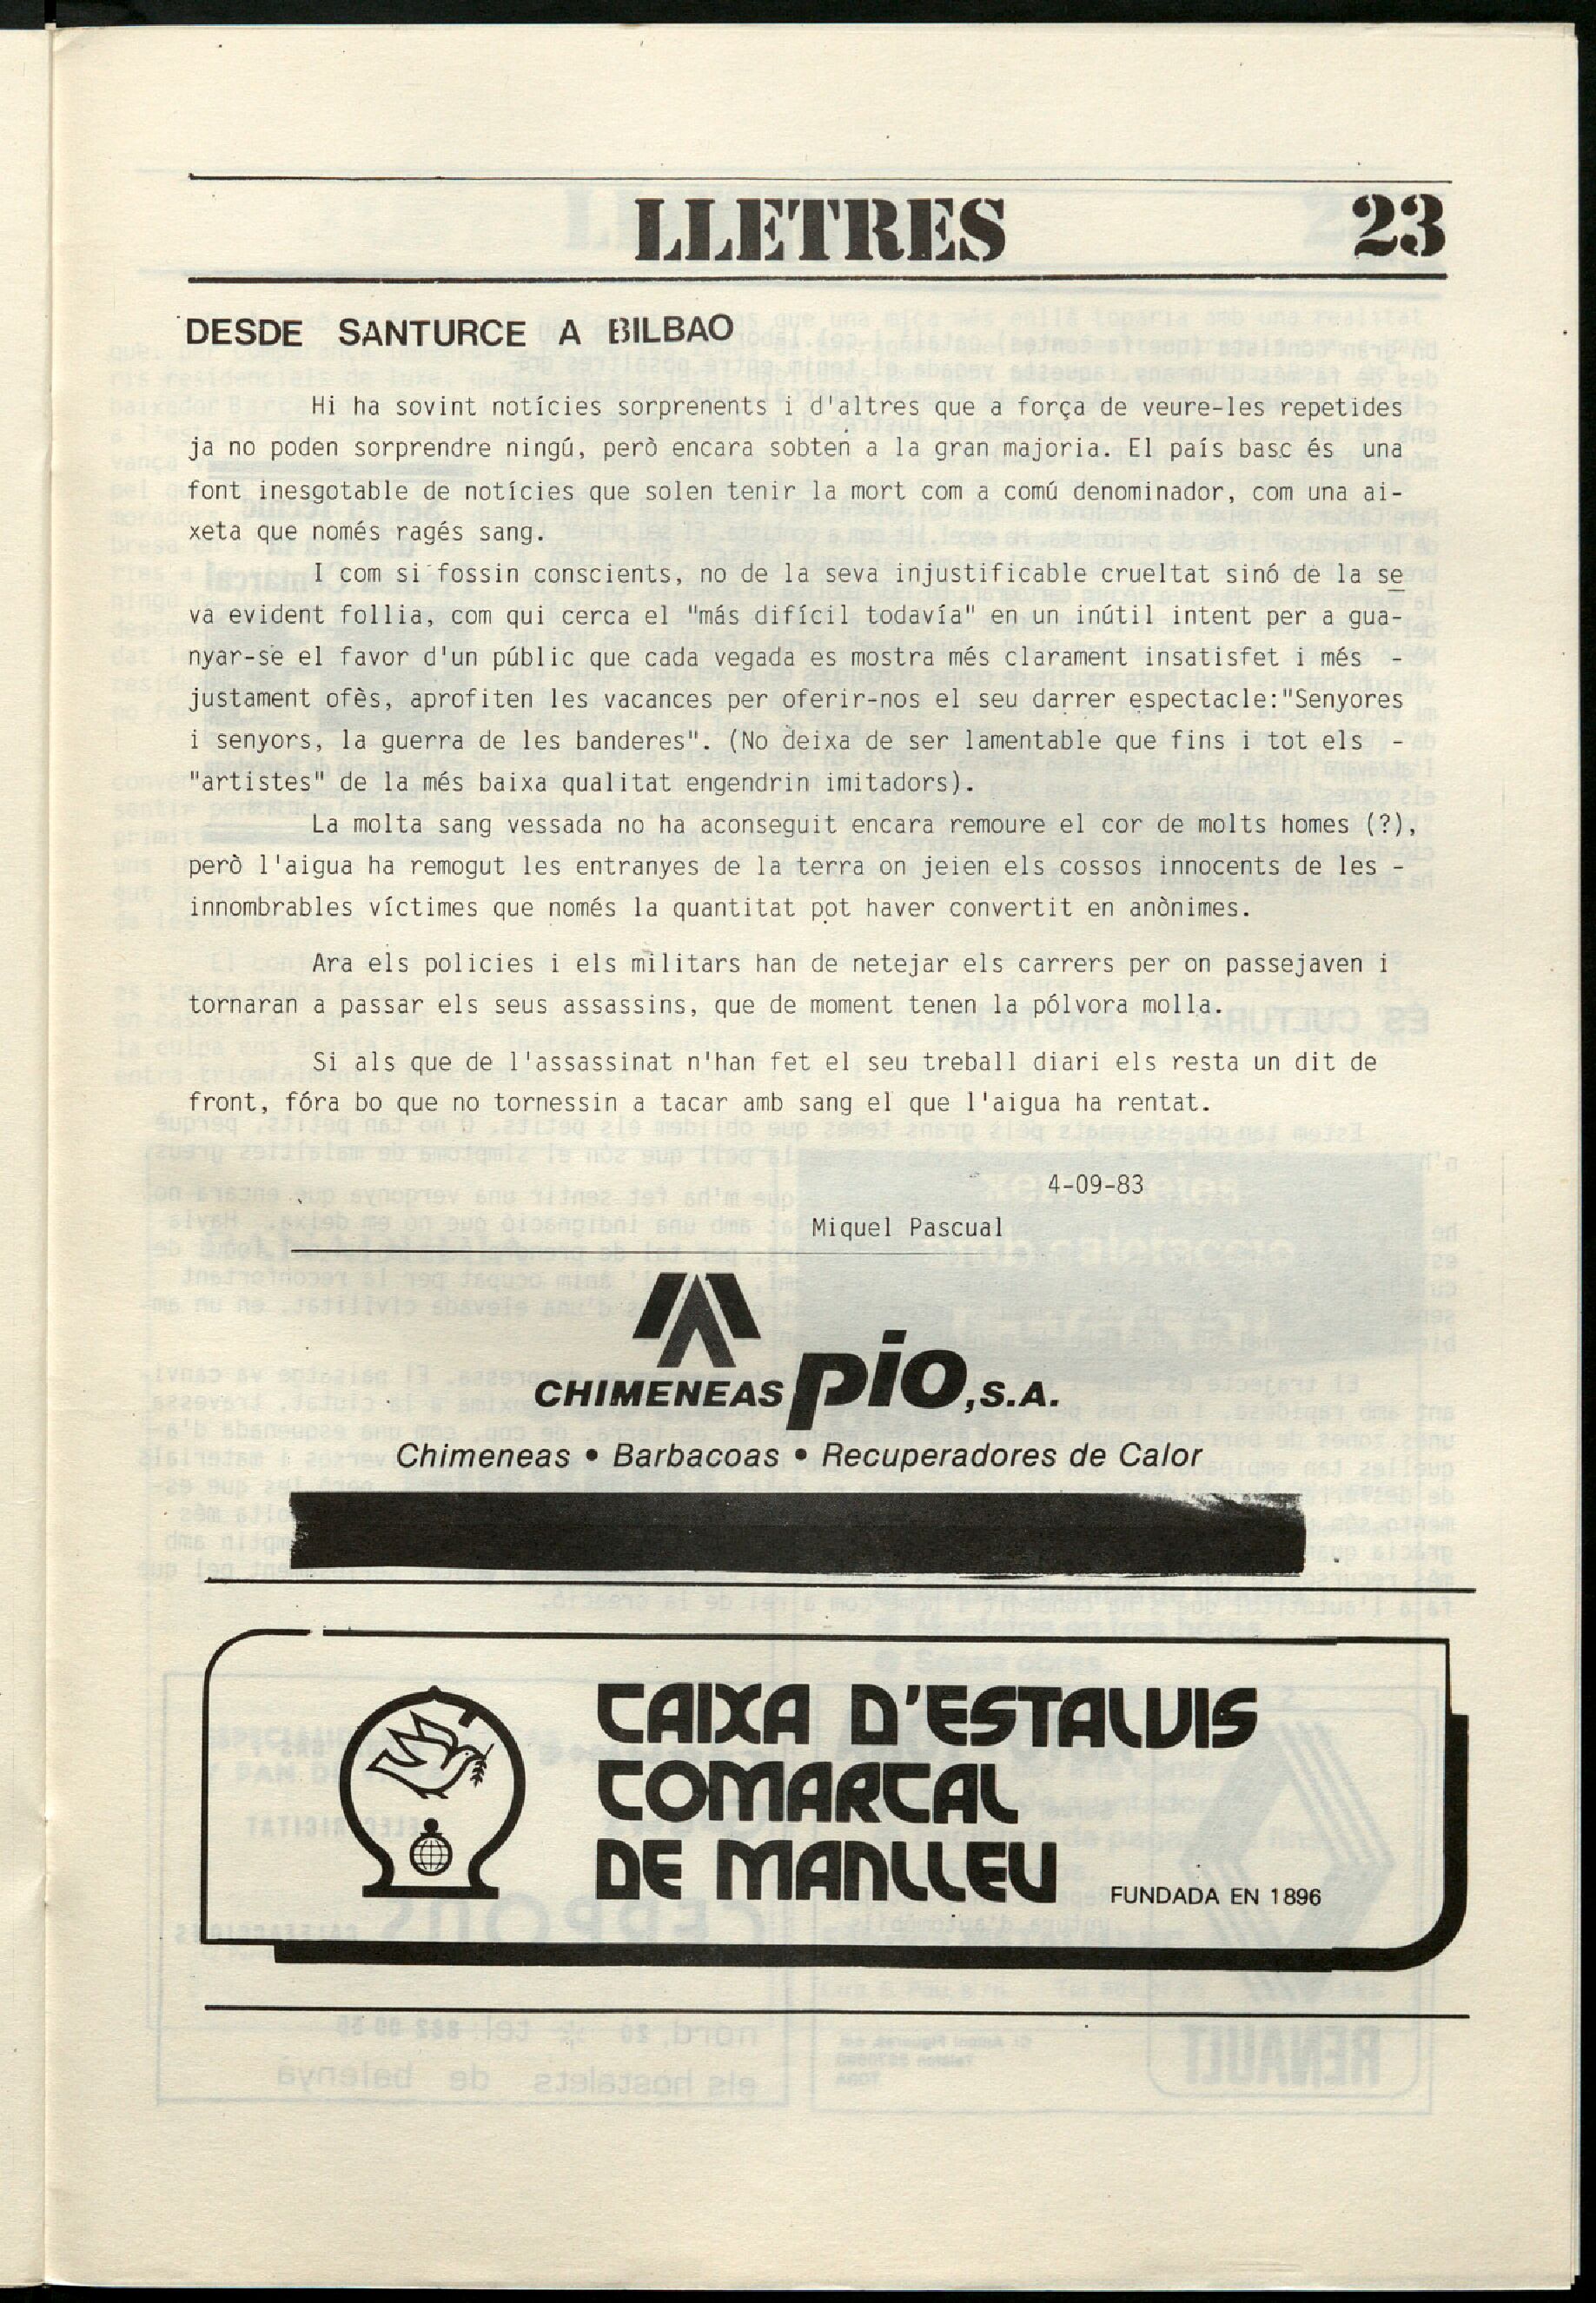 LLETRES 23
DESDE SANTURCE A BILBAO
Hi ha sovint notícies sorprenents i d'altres que a força de veure-les repetides
ja no poden sorprendre ningú, però encara sobten a la gran majoria. El país basc és una
font inesgotable de notícies que solen tenir la mort com a comú denominador, com una ai-
xeta que només ragés sang.
I com si fossin conscients, no de la seva injustificable crueltat sinó de la se
va evident follia, com qui cerca el "más difícil todavía" en un inútil intent per a gua-
nyar-se el favor d'un públic que cada vegada es mostra més clarament insatisfet i més -
justament ofès, aprofiten les vacances per oferir-nos el seu darrer espectacle:"Senyores
i senyors, la guerra de les banderes". (No deixa de ser lamentable que fins i tot els -
"artistes" de la més baixa qualitat engendrin imitadors).
La molta sang vessada no ha aconseguit encara remoure el cor de molts homes (?),
però l'aigua ha remogut les entranyes de la terra on jeien els cossos innocents de les -
innombrables víctimes que només la quantitat pot haver convertit en anònimes.
Ara els policies i els militars han de netejar els carrers per on passejaven i
tornaran a passar els seus assassins, que de moment tenen la pólvora molla.
Si als que de l'assassinat n'han fet el seu treball diari els resta un dit de
front, fóra bo que no tornessin a tacar amb sang el que l'aigua ha rentat.
4-09-83
Miquel Pascual
CHIMENEAS pio, S.A.
Chimeneas • Barbacoas • Recuperadores de Calor
CAIXA D'ESTALVIS
COMARCAL
DE MANLLEU
FUNDADA EN 1896